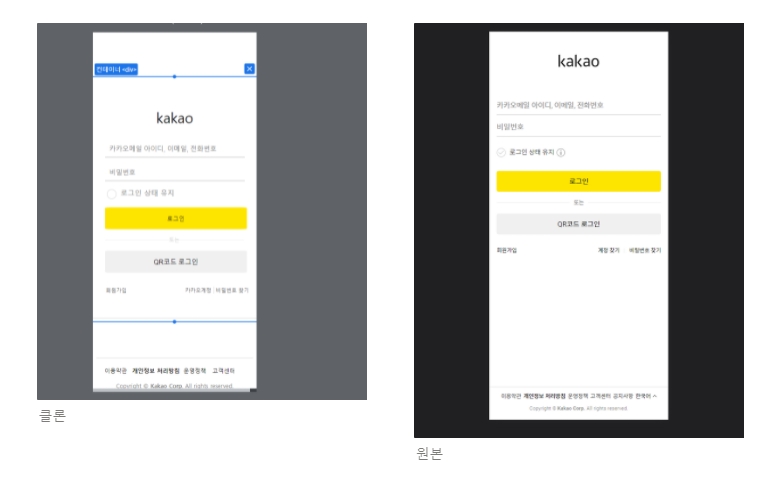 컨테이너 <div>
kakao
카카오메일 아이디, 이메일, 전화번호
비밀번호
로그인 상태 유지
로그인
또는
QR코드 로그인
회원가입 카카오계정 | 비밀번호 찾기
이용약관 개인정보 처리방침 운영정책 고객센터
Copyright © Kakao Corp. All rights reserved.
클론
kakao
카카오메일 아이디, 이메일, 전화번호
비밀번호
로그인 상태 유지
로그인
또는
QR코드 로그인
회원가입 계정 찾기 비밀번호 찾기
이용약관 개인정보 처리방침 운영정책 고객센터 공지사항 한국어
Copyright © Kakao Corp. All rights reserved.
원본